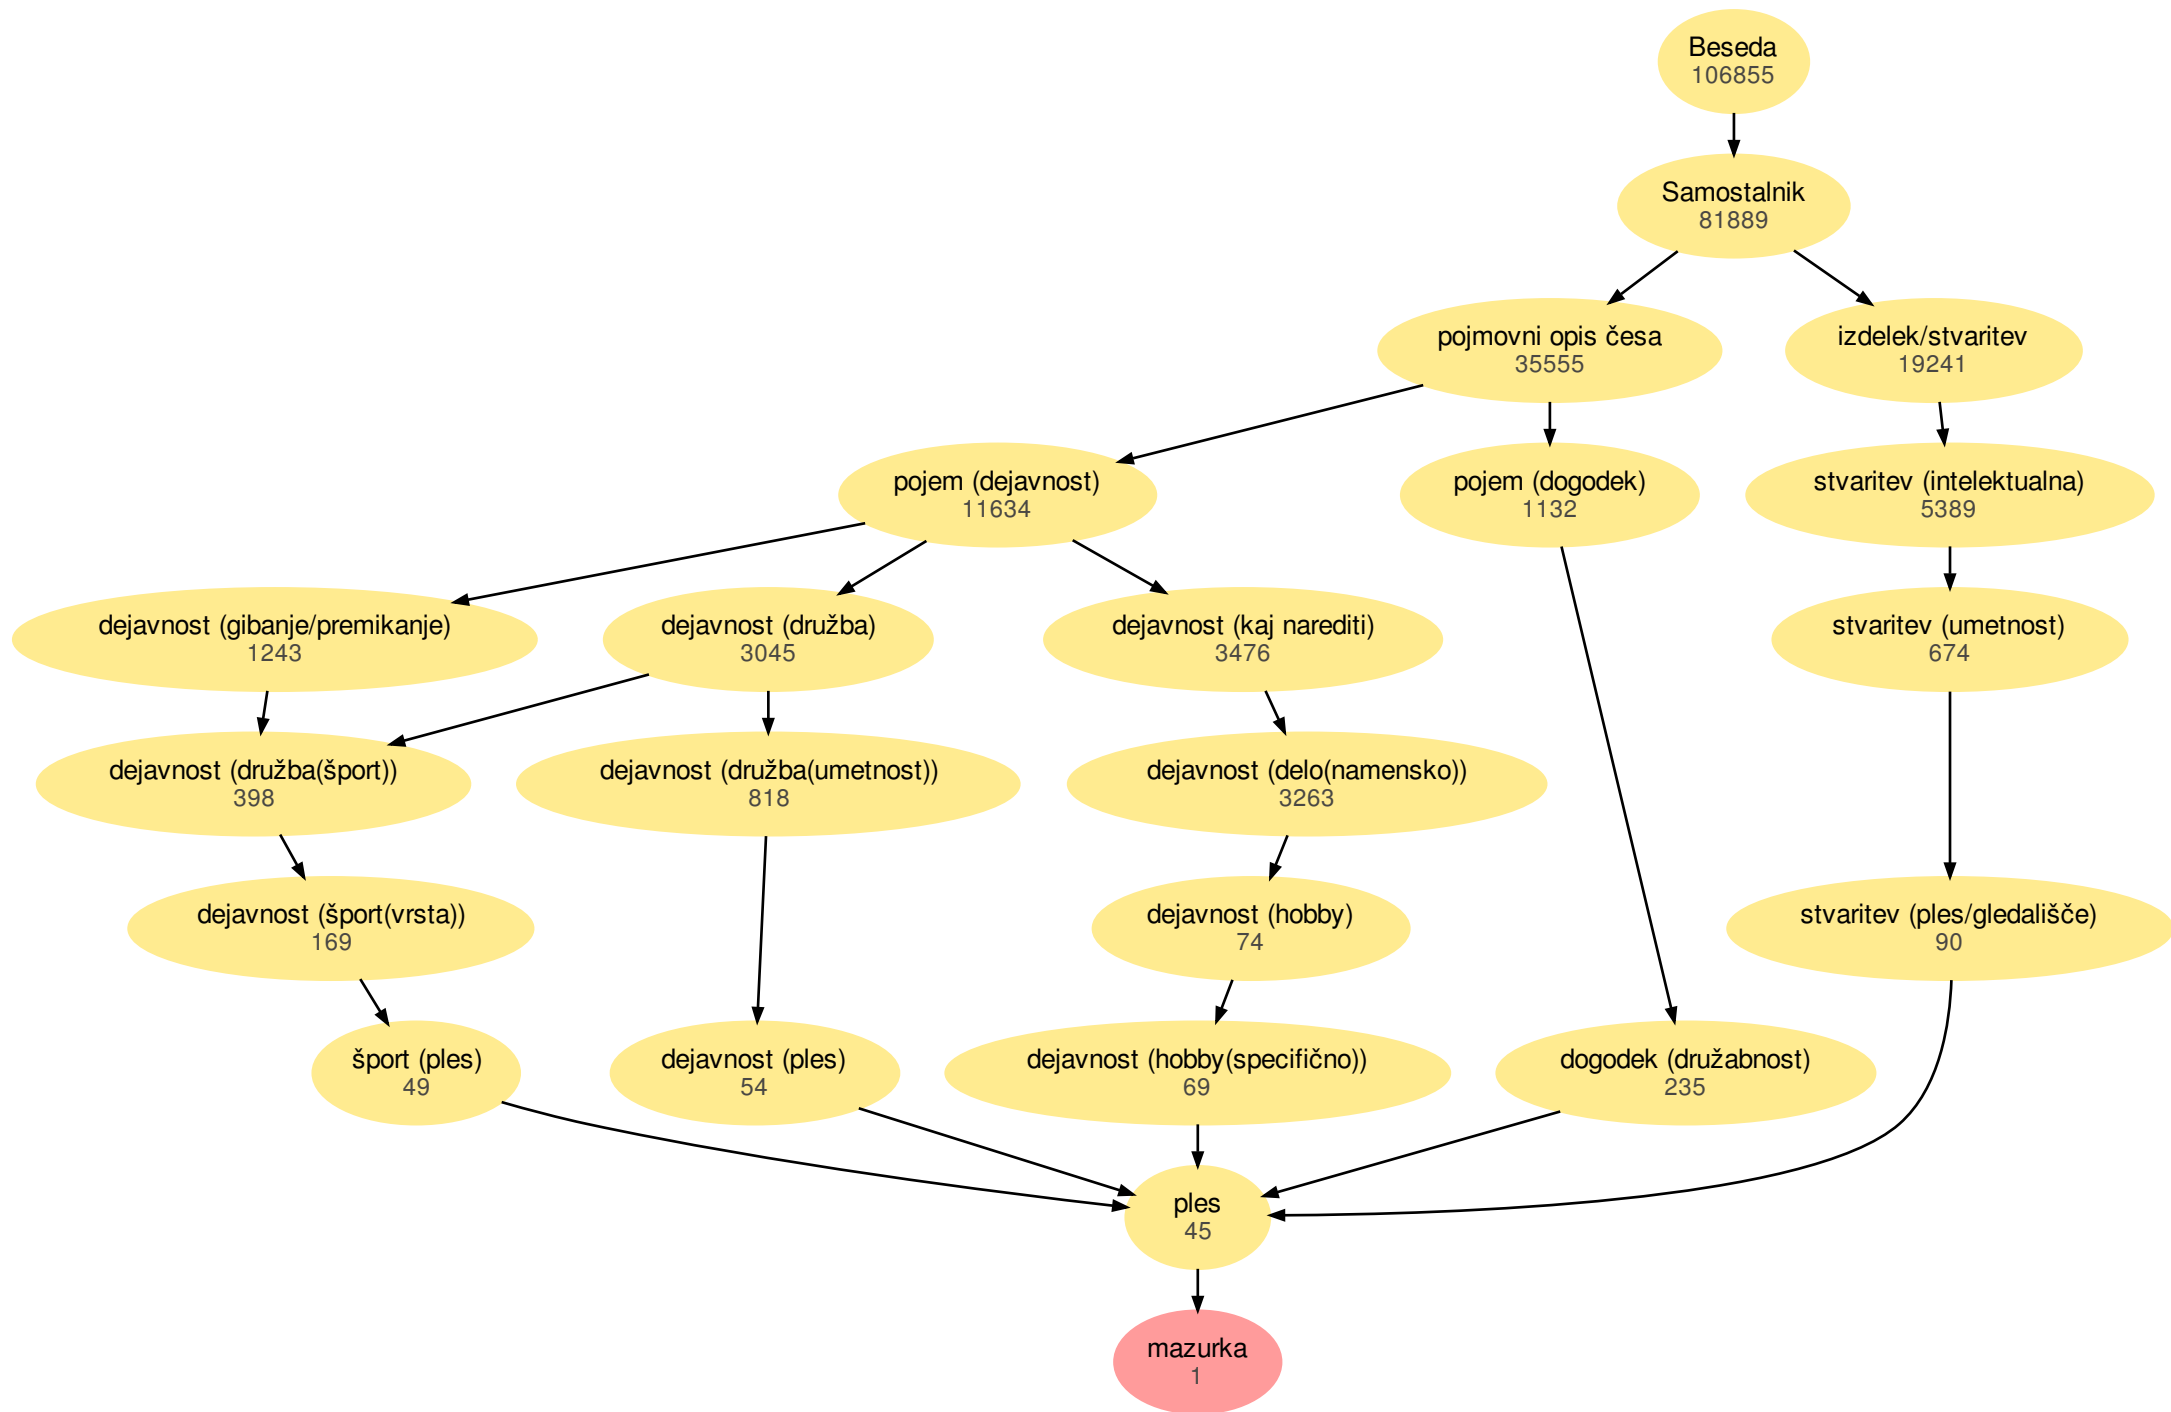 Beseda
106855
Samostalnik
81889
pojmovni opis česa
35555
izdelek/stvaritev
19241
pojem (dejavnost)
11634
pojem (dogodek)
1132
stvaritev (intelektualna)
5389
dejavnost (gibanje/premikanje)
1243
dejavnost (družba)
3045
dejavnost (kaj narediti)
3476
stvaritev (umetnost)
674
dejavnost (družba(šport))
398
dejavnost (družba(umetnost))
818
dejavnost (delo(namensko))
3263
dejavnost (šport(vrsta))
169
dejavnost (hobby)
74
stvaritev (ples/gledališče)
90
šport (ples)
49
dejavnost (ples)
54
dejavnost (hobby(specifično))
69
dogodek (družabnost)
235
ples
45
mazurka
1